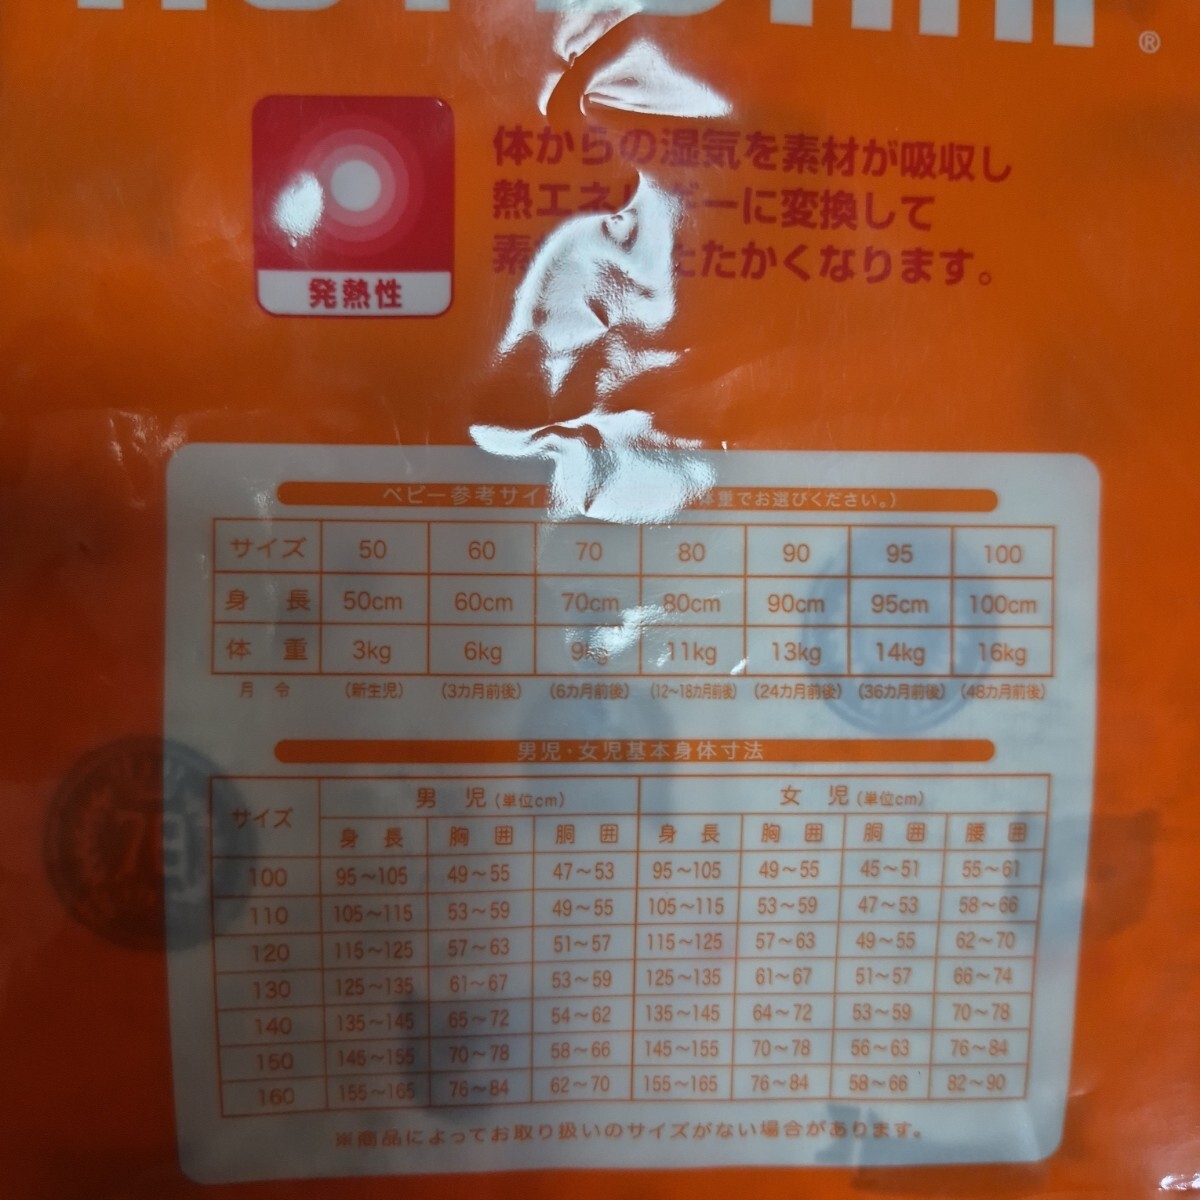 ®
体からの湿気を素材が吸収し
熱エネルギーに変換して
たたかくなります。
発熱性
ベビー参考サイ 重でお選びください。)
サイズ 50 60 70 80 90 95 100
身長 50cm 60cm 70cm 80cm 90cm 95cm 100cm
体重 3kg 6kg 9kg 11kg 13kg 14kg 16kg
月令 (新生児) (3カ月前後) (6カ月前後) (12〜18カ月前後) (24カ月前後) (36カ月前後) (48カ月前後)
男児・女児基本身体寸法
サイズ 男児(単位cm) 女児(単位cm)
身長 胸囲 胴囲 身長 胸囲 胴囲 腰囲
100 95〜105 49〜55 47〜53 95〜105 49〜55 45〜51 55〜61
110 105〜115 53〜59 49〜55 105〜115 53〜59 47〜53 58〜66
120 115〜125 57〜63 51〜57 115〜125 57〜63 49〜55 62〜70
130 125〜135 61〜67 53〜59 125〜135 61〜67 51〜57 66〜74
140 135〜145 65〜72 54〜62 135〜145 64〜72 53〜59 70〜78
150 145〜155 70〜78 58〜66 145〜155 70〜78 56〜63 76〜84
160 155〜165 76〜84 62〜70 155〜165 76〜84 58〜66 82〜90
※商品によってお取り扱いのサイズがない場合があります。